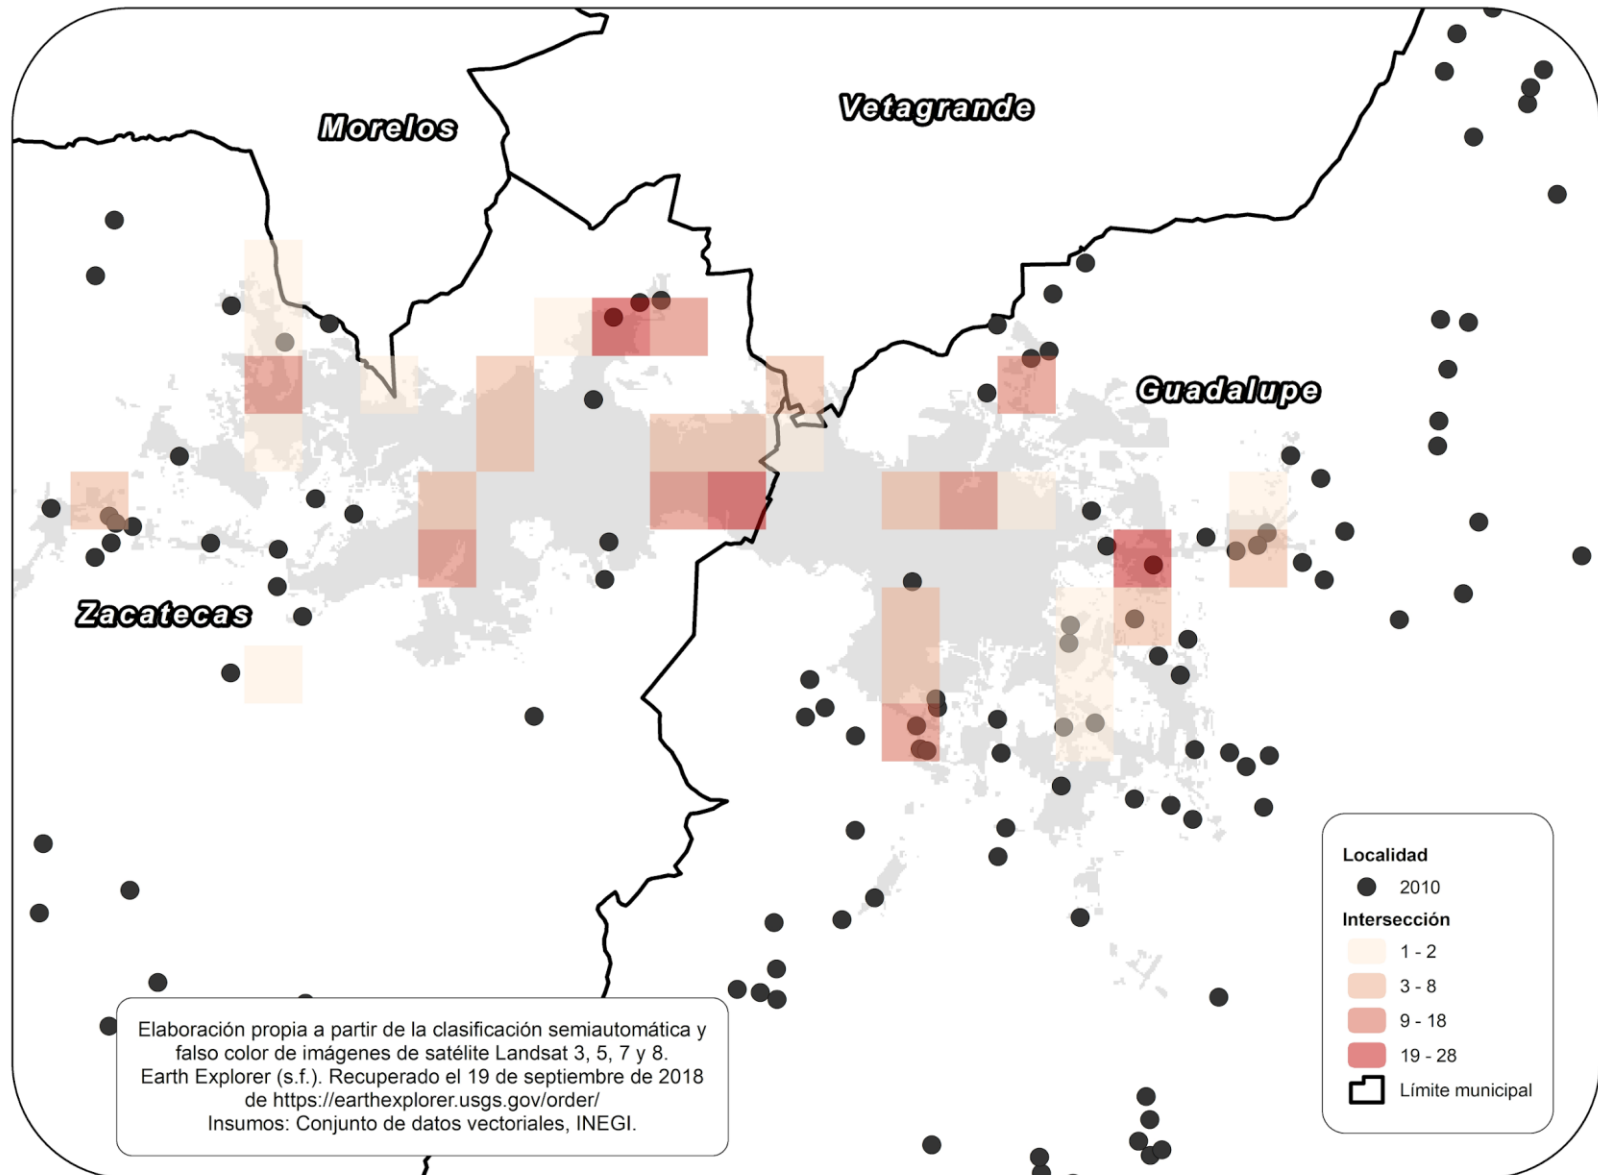 Morelos
Vetagrande
Guadalupe
Zacatecas
Localidad
2010
Intersección
1 - 2
3 - 8
9 - 18
19 - 28
Límite municipal
Elaboración propia a partir de la clasificación semiautomática y
falso color de imágenes de satélite Landsat 3, 5, 7 y 8.
Earth Explorer (s.f.). Recuperado el 19 de septiembre de 2018
de https://earthexplorer.usgs.gov/order/
Insumos: Conjunto de datos vectoriales, INEGI.